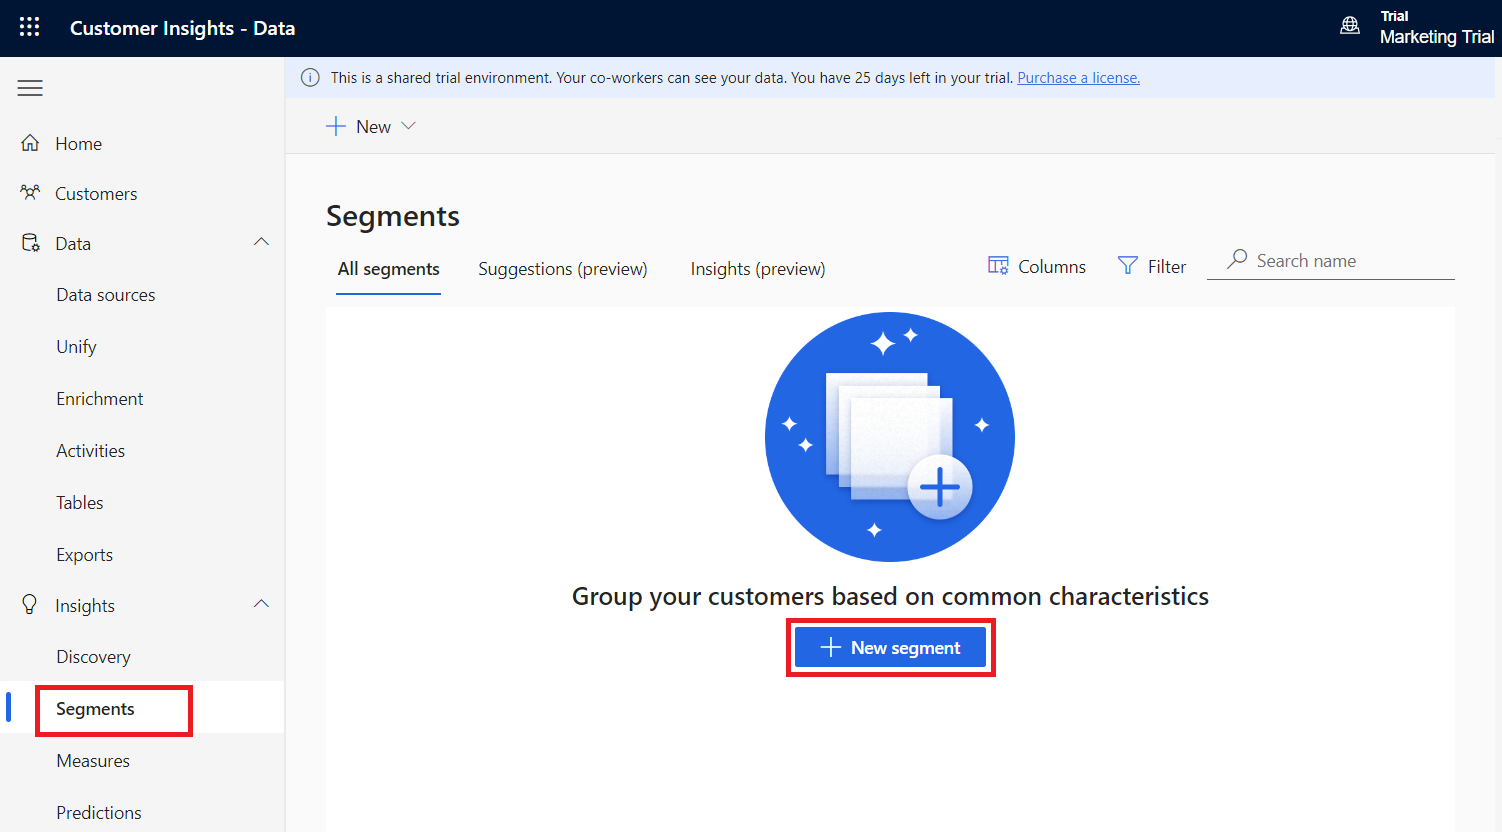 Customer Insights - Data
Trial
Marketing Trial
This is a shared trial environment. Your co-workers can see your data. You have 25 days left in your trial. Purchase a license.
New
Home
Customers
Data
Data sources
Unify
Enrichment
Activities
Tables
Exports
Insights
Discovery
Segments
Measures
Predictions
Segments
All segments Suggestions (preview) Insights (preview) Columns Filter Search name
Group your customers based on common characteristics
New segment